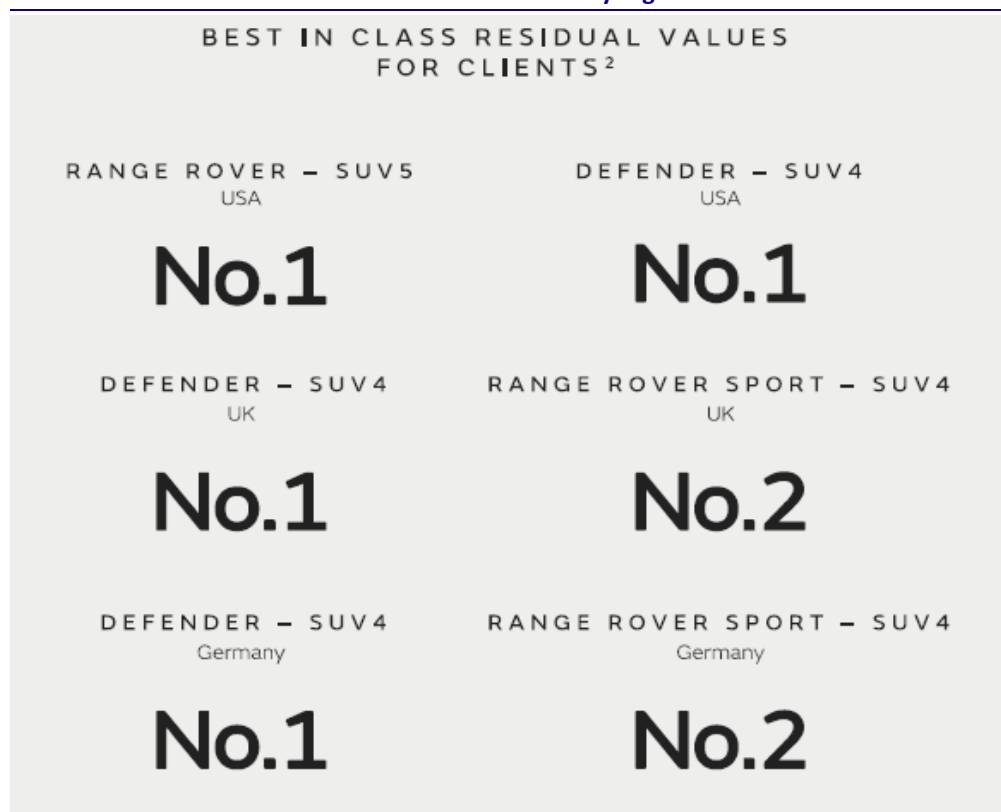 BEST IN CLASS RESIDUAL VALUES
FOR CLIENTS²
RANGE ROVER – SUV5
USA
No.1
DEFENDER – SUV4
USA
No.1
DEFENDER – SUV4
UK
No.1
RANGE ROVER SPORT – SUV4
UK
No.2
DEFENDER – SUV4
Germany
No.1
RANGE ROVER SPORT – SUV4
Germany
No.2